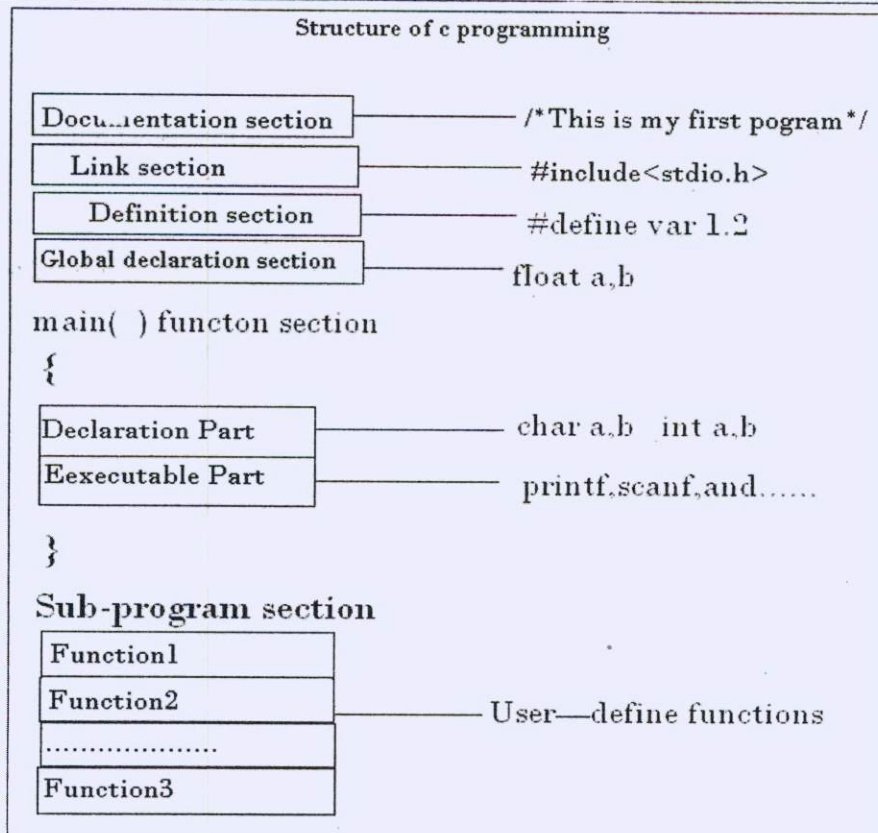 Structure of c programming
Documentation section /*This is my first pogram*/
Link section #include<stdio.h>
Definition section #define var 1.2
Global declaration section float a,b
main( ) functon section
{
Declaration Part char a,b int a,b
Eexecutable Part printf,scanf,and......
}
Sub-program section
Function1
Function2
User—define functions
....................
Function3